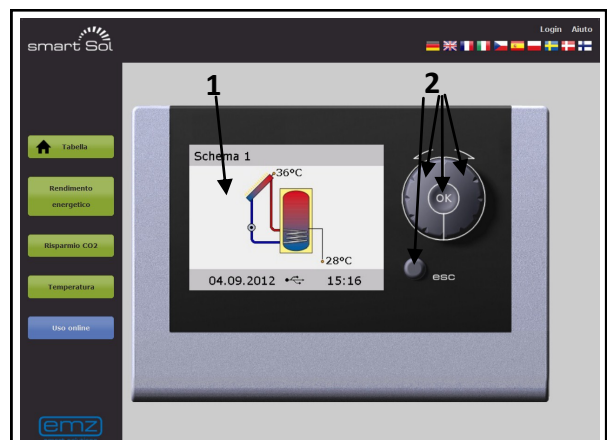 smart Sol
Login Aiuto
1
2
Tabella
Rendimento
energetico
Risparmio CO2
Temperatura
Uso online
Schema 1
36°C
28°C
04.09.2012 15:16
OK
esc
emz